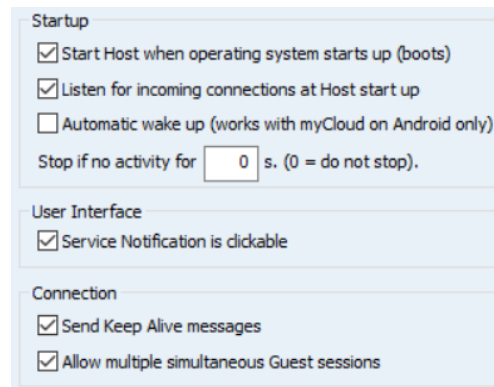 Startup
Start Host when operating system starts up (boots)
Listen for incoming connections at Host start up
Automatic wake up (works with myCloud on Android only)
Stop if no activity for 0 s. (0 = do not stop).
User Interface
Service Notification is clickable
Connection
Send Keep Alive messages
Allow multiple simultaneous Guest sessions